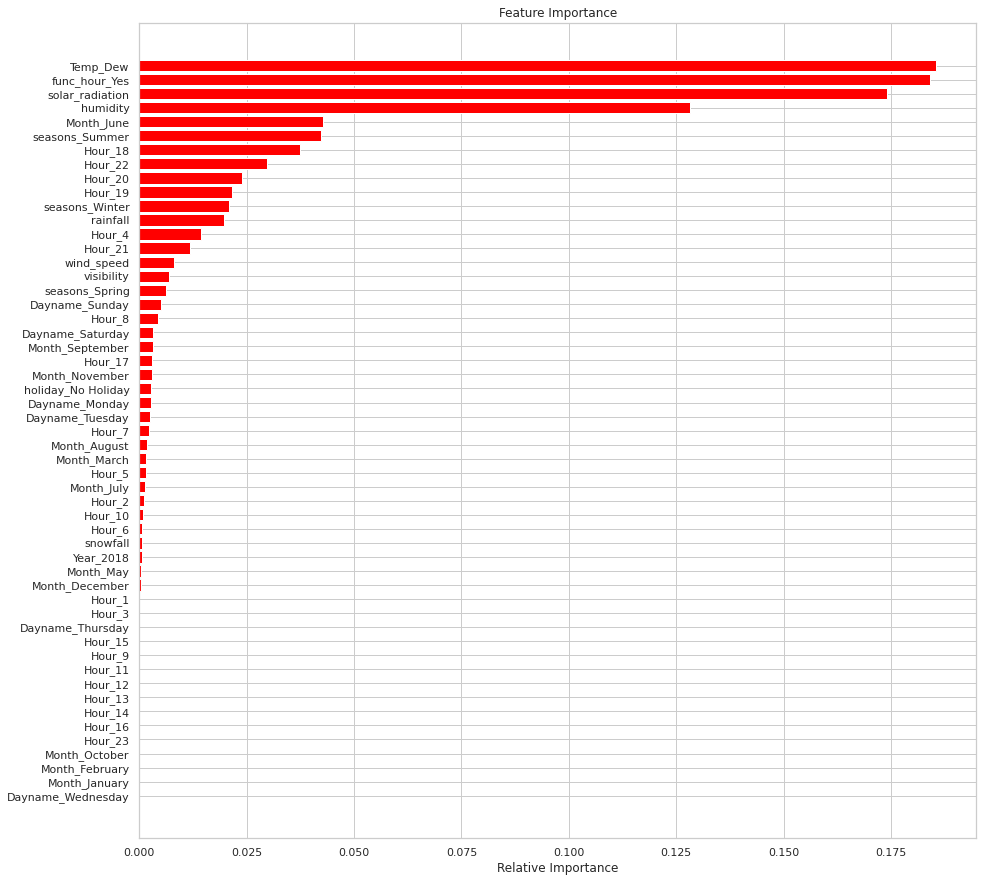 Feature Importance
Temp_Dew
func_hour_Yes
solar_radiation
humidity
Month_June
seasons_Summer
Hour_18
Hour_22
Hour_20
Hour_19
seasons_Winter
rainfall
Hour_4
Hour_21
wind_speed
visibility
seasons_Spring
Dayname_Sunday
Hour_8
Dayname_Saturday
Month_September
Hour_17
Month_November
holiday_No Holiday
Dayname_Monday
Dayname_Tuesday
Hour_7
Month_August
Month_March
Hour_5
Month_July
Hour_2
Hour_10
Hour_6
snowfall
Year_2018
Month_May
Month_December
Hour_1
Hour_3
Dayname_Thursday
Hour_15
Hour_9
Hour_11
Hour_12
Hour_13
Hour_14
Hour_16
Hour_23
Month_October
Month_February
Month_January
Dayname_Wednesday
0.000 0.025 0.050 0.075 0.100 0.125 0.150 0.175
Relative Importance